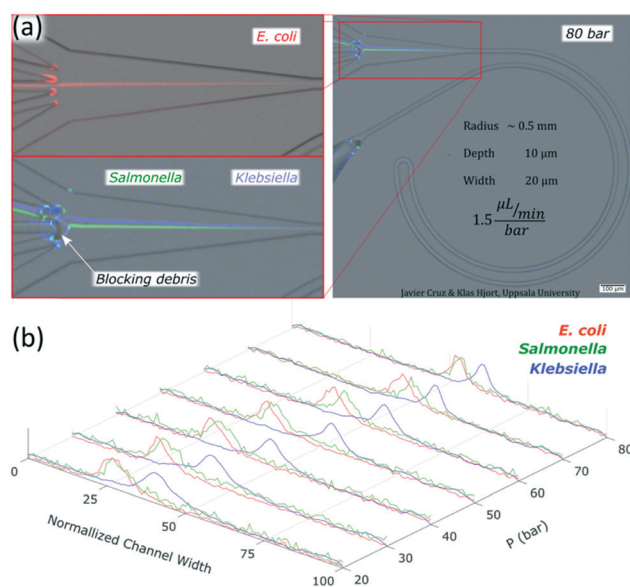 (a)
E. coli
Salmonella Klebsiella
Blocking debris
80 bar
Radius ~ 0.5 mm
Depth 10 µm
Width 20 µm
1.5 µL/min/bar
100 µm
Javier Cruz & Klas Hjort, Uppsala University
(b)
E. coli
Salmonella
Klebsiella
0
25
50
75
100
Normallized Channel Width
20
30
40
50
60
70
80
P (bar)